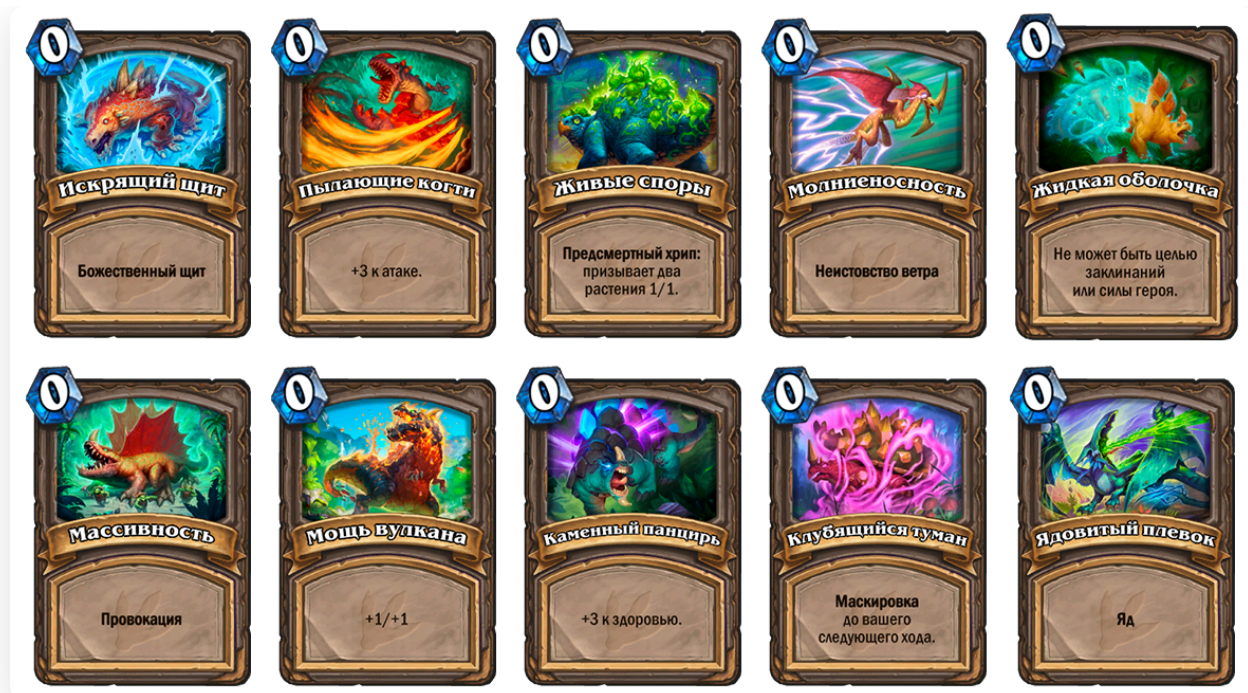 0
Искрящий щит
Божественный щит
0
Пылающие когти
+3 к атаке.
0
Живые споры
Предсмертный хрип:
призывает два
растения 1/1.
0
Молниеносность
Неистовство ветра
0
Жидкая оболочка
Не может быть целью
заклинаний
или силы героя.
0
Массивность
Провокация
0
Мощь вулкана
+1/+1
0
Каменный панцирь
+3 к здоровью.
0
Клубящийся туман
Маскировка
до вашего
следующего хода.
0
Ядовитый плевок
Яд